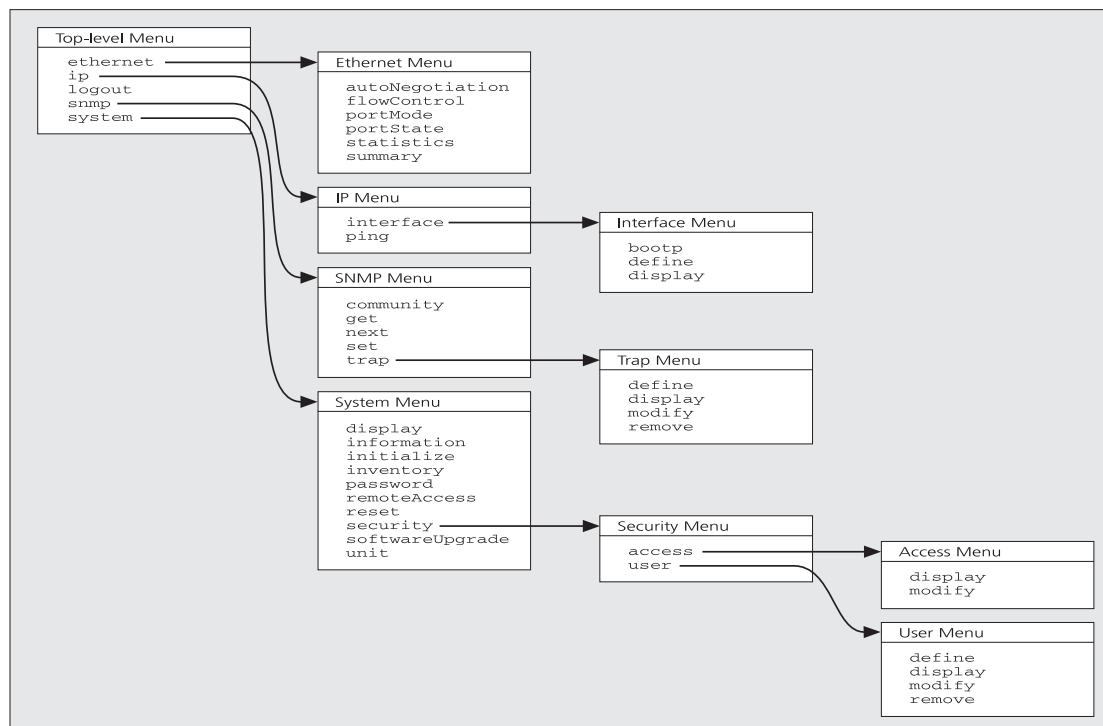 Top-level Menu
ethernet
ip
logout
snmp
system
Ethernet Menu
autoNegotiation
flowControl
portMode
portState
statistics
summary
IP Menu
interface
ping
Interface Menu
bootp
define
display
SNMP Menu
community
get
next
set
trap
Trap Menu
define
display
modify
remove
System Menu
display
information
initialize
inventory
password
remoteAccess
reset
security
softwareUpgrade
unit
Security Menu
access
user
Access Menu
display
modify
User Menu
define
display
modify
remove